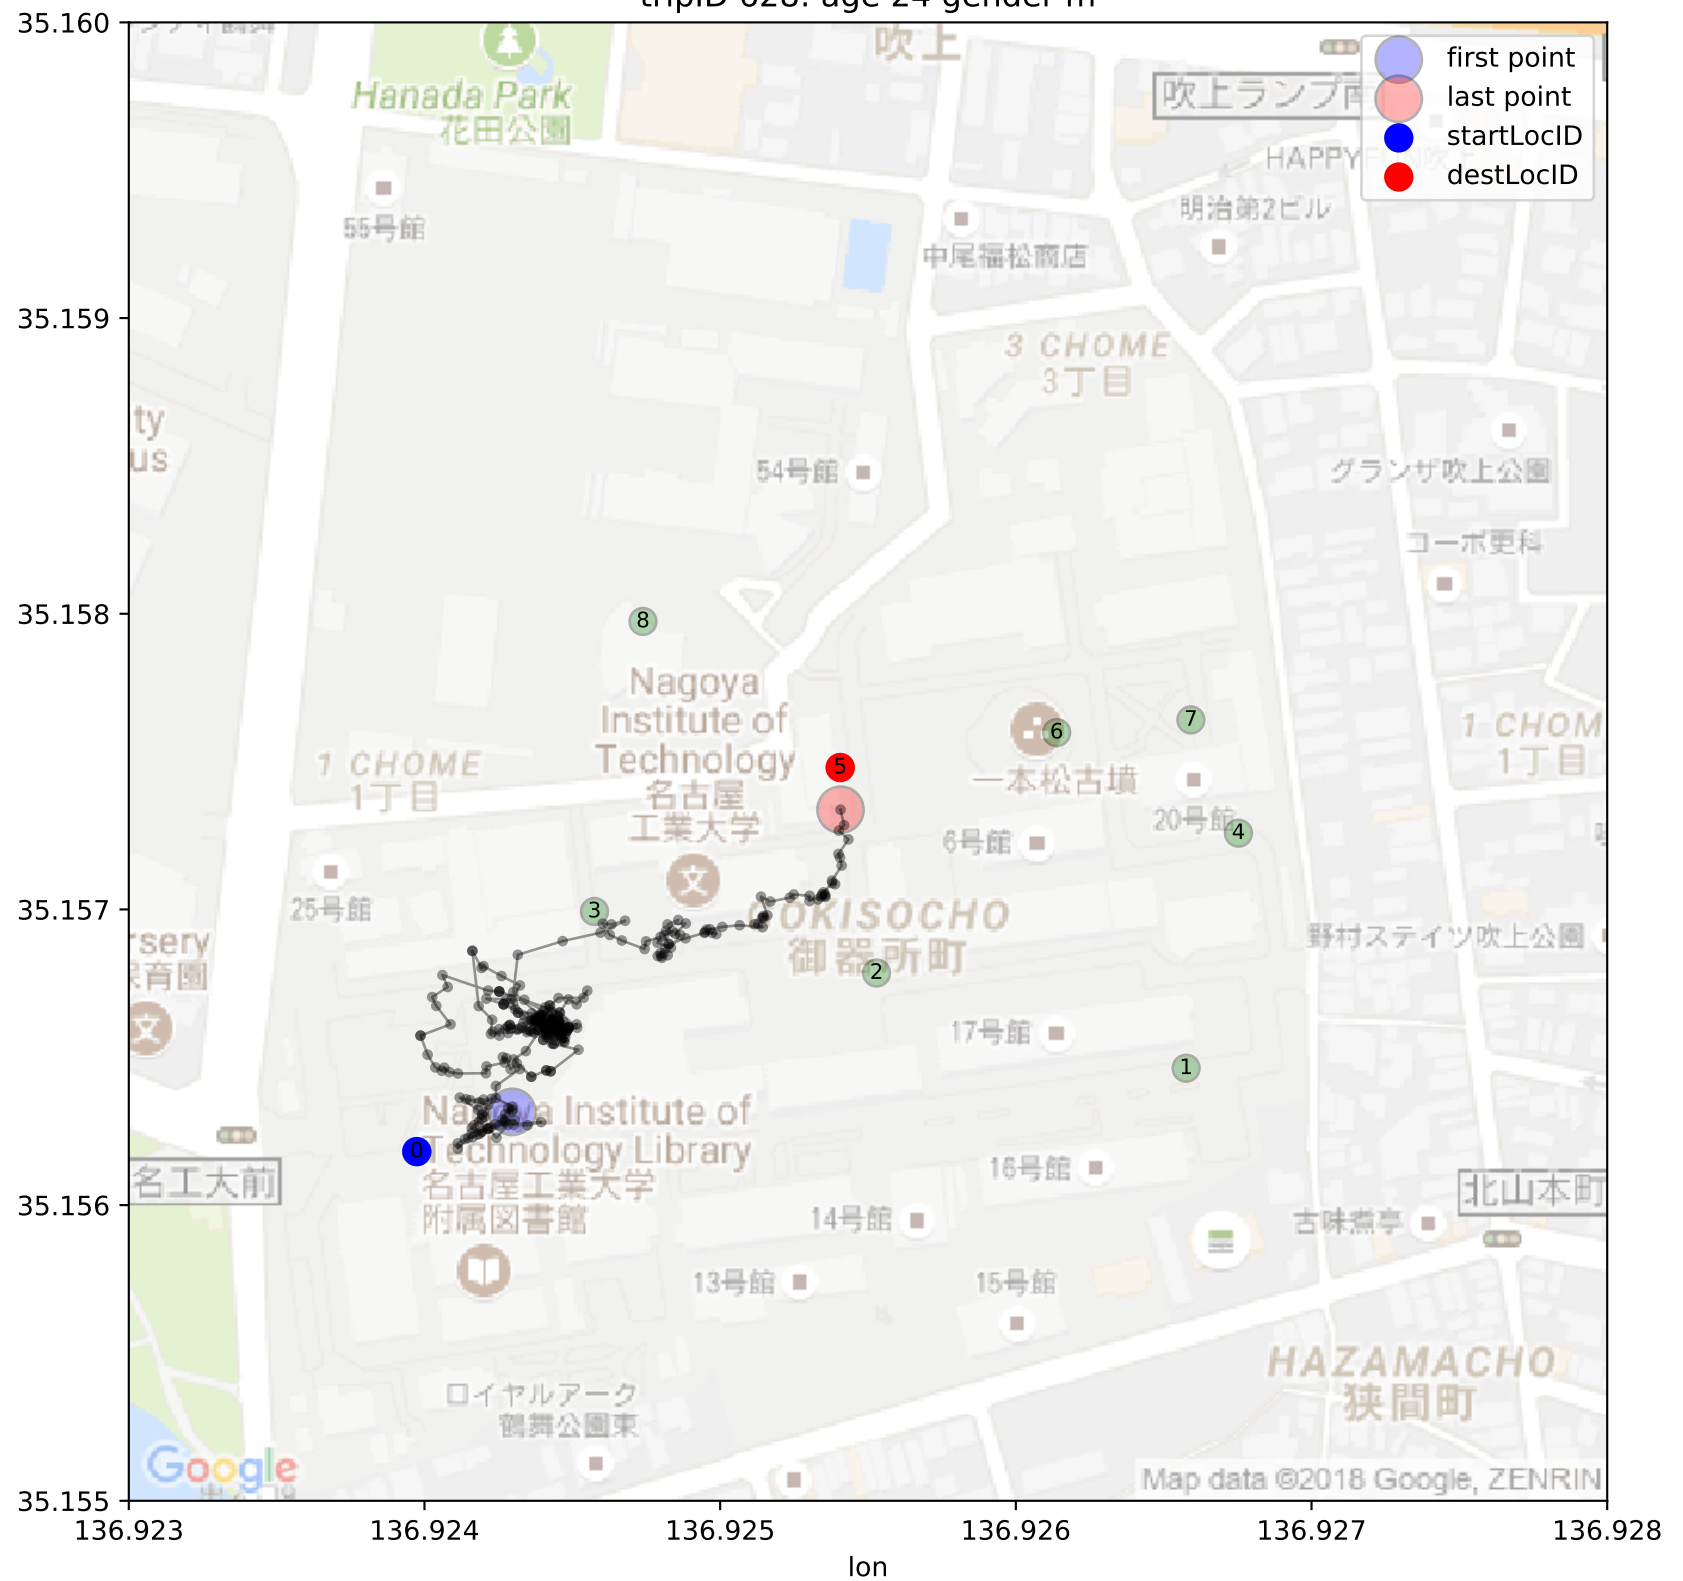 tripID 628: age 24 gender m
35.160
35.159
35.158
35.157
35.156
35.155
136.923
136.924
136.925
136.926
136.927
136.928
lon
first point
last point
startLocID
destLocID
吹上
Hanada Park
花田公園
吹上ランプ南
HAPPY
55号館
明治第2ビル
中尾福松商店
3 CHOME
3丁目
ty
us
54号館
グランザ吹上公園
コーポ更科
8
Nagoya
Institute of
Technology
名古屋
工業大学
7
6
5
4
1 CHOME
1丁目
1 CHOM
1丁目
一本松古墳
20号館
6号館
25号館
3
GOKISOCHO
御器所町
rsery
保育園
野村ステイツ吹上公園
2
17号館
1
Nagoya Institute of
Technology Library
名古屋工業大学
附属図書館
0
名工大前
16号館
北山本町
14号館
古味煮亭
13号館
15号館
HAZAMACHO
狭間町
ロイヤルアーク
鶴舞公園東
Google
Map data ©2018 Google, ZENRIN